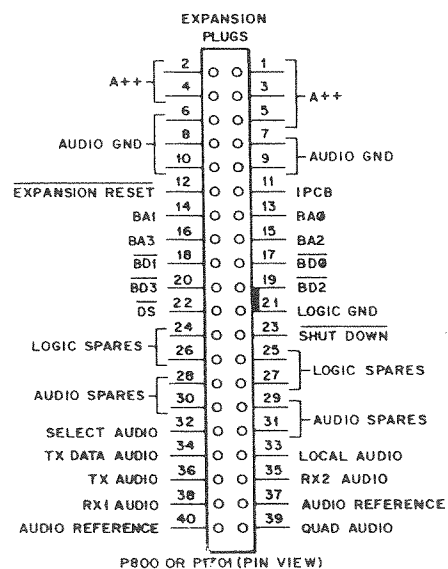 EXPANSION
PLUGS
2 1
A++
4 3
A++
6 5
AUDIO GND
8 7
10 9
AUDIO GND
EXPANSION RESET 12 11 IPCB
BA1 14 13 BA0
BA3 16 15 BA2
BD1 18 17 BD0
BD3 20 19 BD2
DS 22 21 LOGIC GND
24 23 SHUT DOWN
LOGIC SPARES
26 25
LOGIC SPARES
28 27
AUDIO SPARES
30 29
AUDIO SPARES
SELECT AUDIO 32 31
TX DATA AUDIO 34 33 LOCAL AUDIO
TX AUDIO 36 35 RX2 AUDIO
RX1 AUDIO 38 37 AUDIO REFERENCE
AUDIO REFERENCE 40 39 QUAD AUDIO
P800 OR (PIN VIEW)